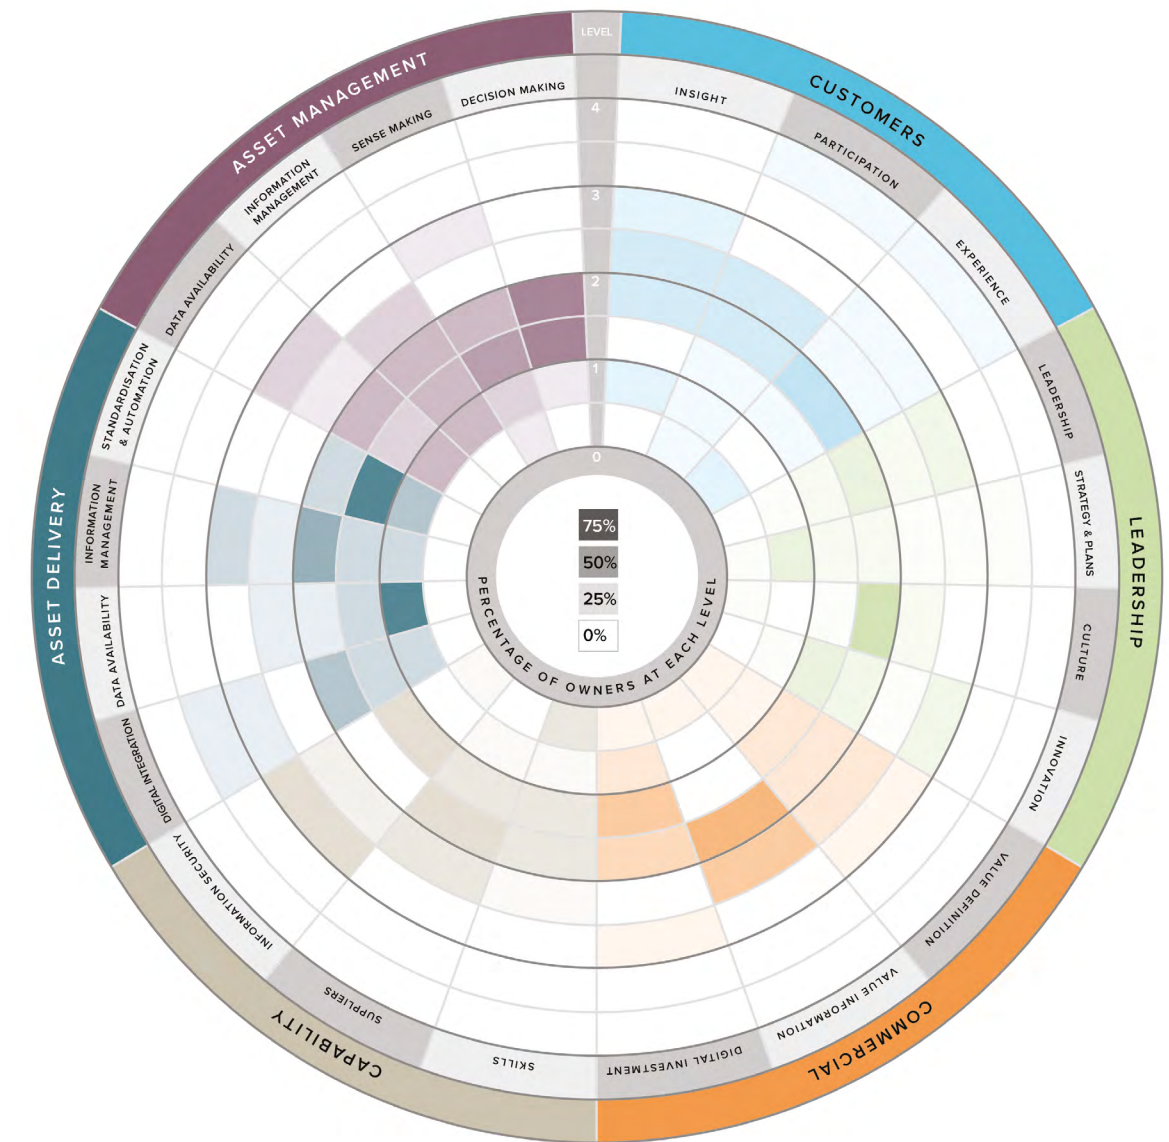 LEVEL
4
3
2
1
0
CUSTOMERS
INSIGHT
PARTICIPATION
EXPERIENCE
LEADERSHIP
LEADERSHIP
STRATEGY & PLANS
CULTURE
INNOVATION
COMMERCIAL
VALUE DEFINITION
VALUE INFORMATION
DIGITAL INVESTMENT
CAPABILITY
SKILLS
SUPPLIERS
INFORMATION SECURITY
ASSET DELIVERY
DIGITAL INTEGRATION
DATA AVAILABILITY
INFORMATION
MANAGEMENT
STANDARDISATION
& AUTOMATION
ASSET MANAGEMENT
DATA AVAILABILITY
INFORMATION
MANAGEMENT
SENSE MAKING
DECISION MAKING
75%
50%
25%
0%
PERCENTAGE OF OWNERS AT EACH LEVEL